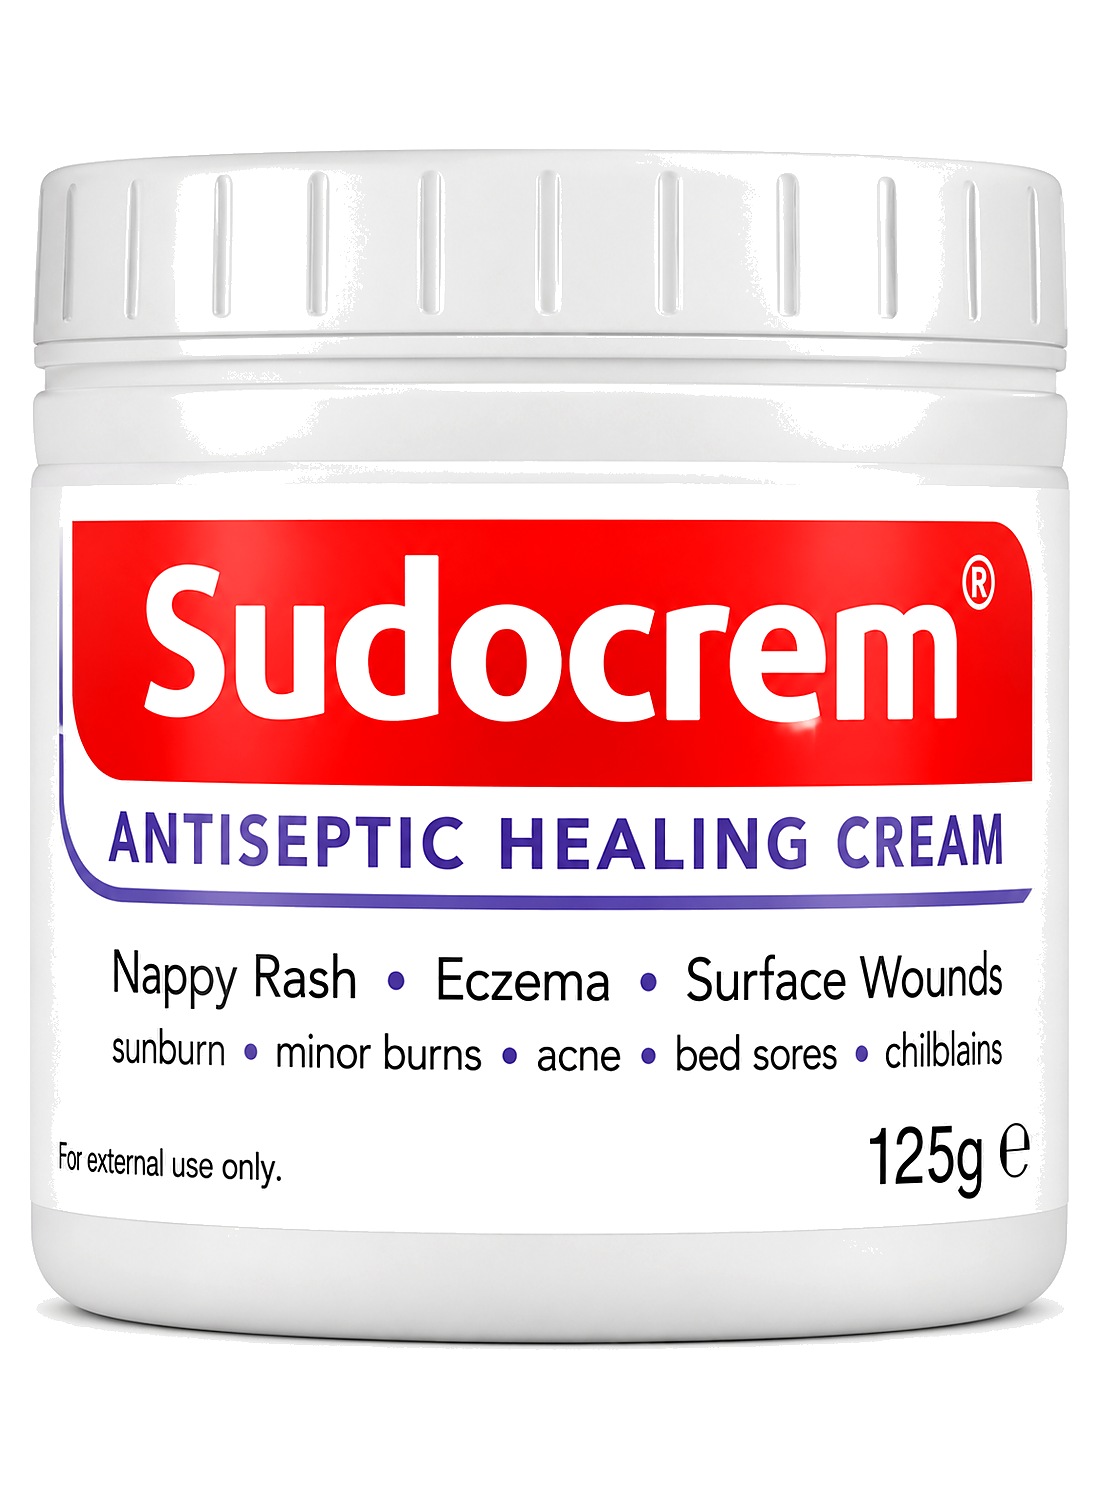 Sudocrem®
ANTISEPTIC HEALING CREAM
Nappy Rash • Eczema • Surface Wounds
sunburn • minor burns • acne • bed sores • chilblains
For external use only.
125g ℮